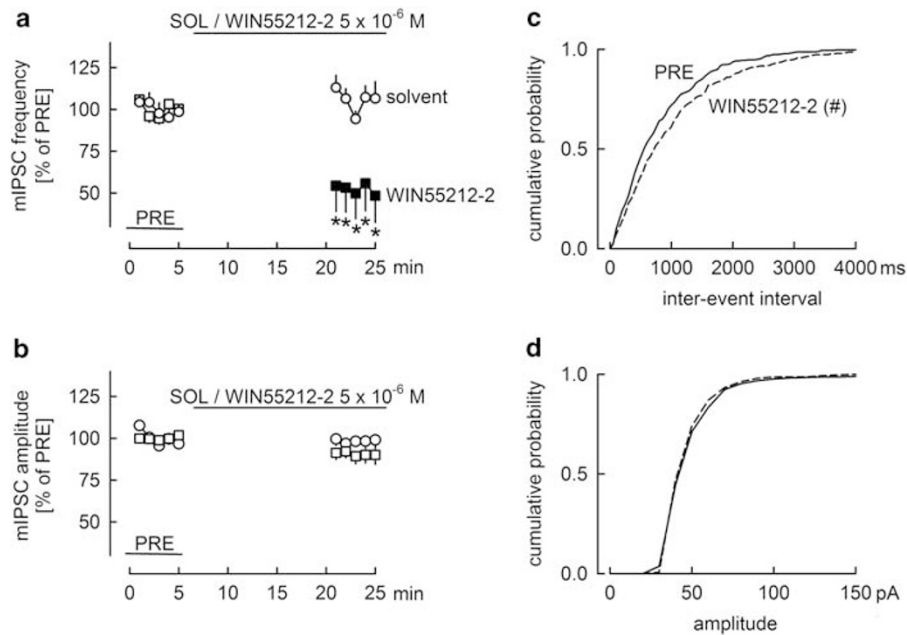 a
SOL / WIN55212-2 5 x 10⁻⁶ M
mIPSC frequency
[% of PRE]
125
100
75
50
solvent
WIN55212-2
* * * * *
PRE
0 5 10 15 20 25 min
b
SOL / WIN55212-2 5 x 10⁻⁶ M
mIPSC amplitude
[% of PRE]
125
100
75
50
PRE
0 5 10 15 20 25 min
c
cumulative probability
1.0
0.5
0.0
PRE
WIN55212-2 (#)
0 1000 2000 3000 4000 ms
inter-event interval
d
cumulative probability
1.0
0.5
0.0
0 50 100 150 pA
amplitude